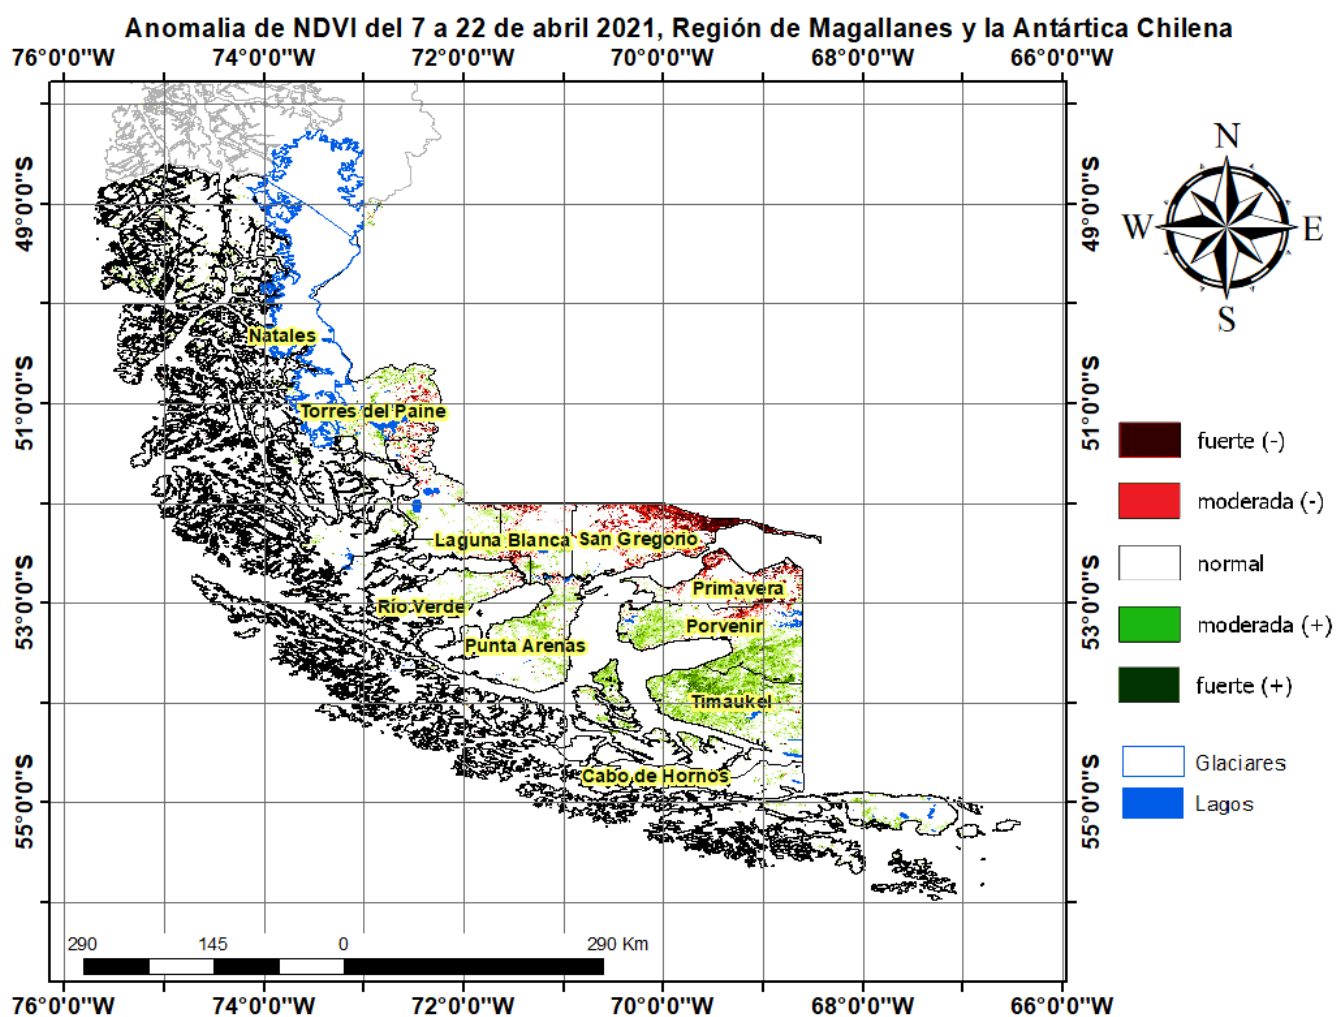 Anomalia de NDVI del 7 a 22 de abril 2021, Región de Magallanes y la Antártica Chilena
76°0'0"W 74°0'0"W 72°0'0"W 70°0'0"W 68°0'0"W 66°0'0"W
N
W E
S
49°0'0"S 49°0'0"S
Natales
51°0'0"S 51°0'0"S
Torres del Paine
fuerte (-)
moderada (-)
Laguna Blanca San Gregorio
normal
53°0'0"S 53°0'0"S
Primavera
Río Verde
Porvenir moderada (+)
Punta Arenas
fuerte (+)
Timaukel
Glaciares
Cabo de Hornos
Lagos
55°0'0"S 55°0'0"S
290 145 0 290 Km
76°0'0"W 74°0'0"W 72°0'0"W 70°0'0"W 68°0'0"W 66°0'0"W